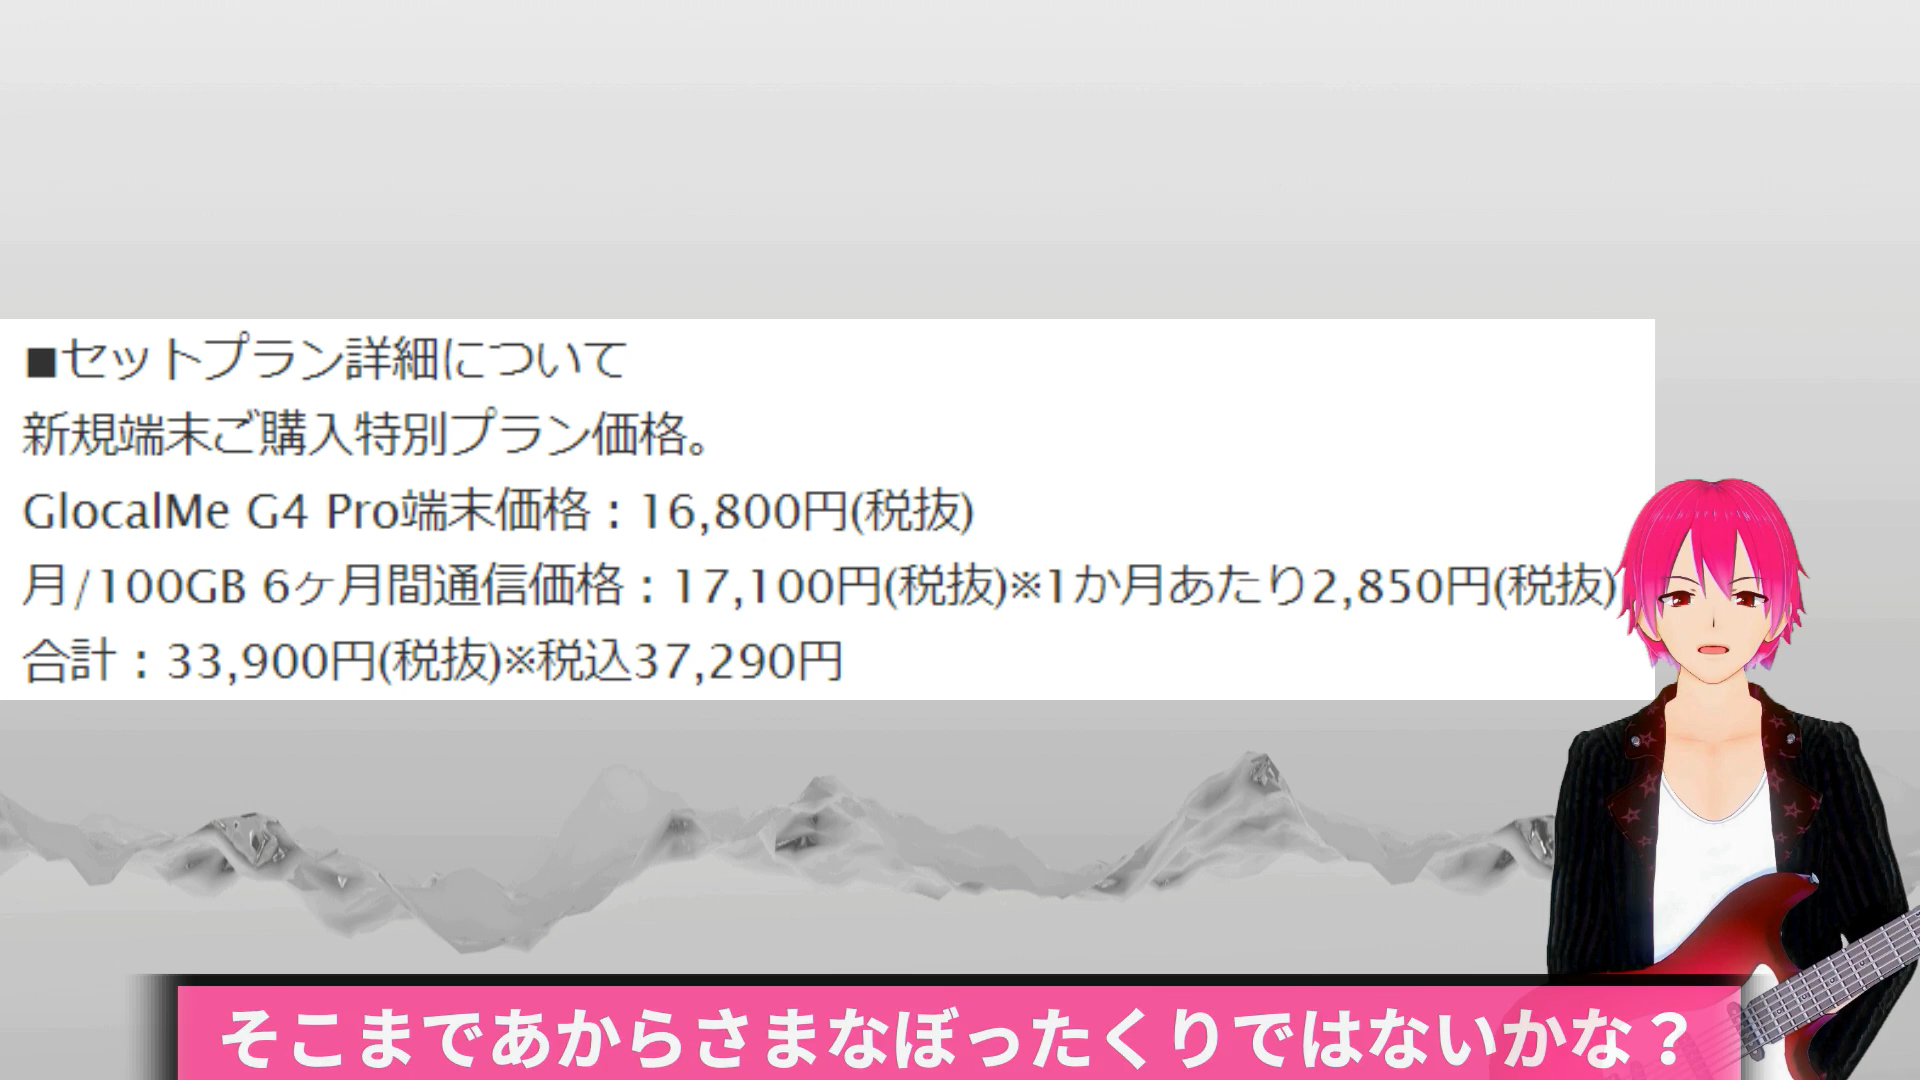 ■セットプラン詳細について
新規端末ご購入特別プラン価格。
GlocalMe G4 Pro端末価格：16,800円(税抜)
月/100GB 6ヶ月間通信価格：17,100円(税抜)※1か月あたり2,850円(税抜)
合計：33,900円(税抜)※税込37,290円
そこまであからさまなぼったくりではないかな？